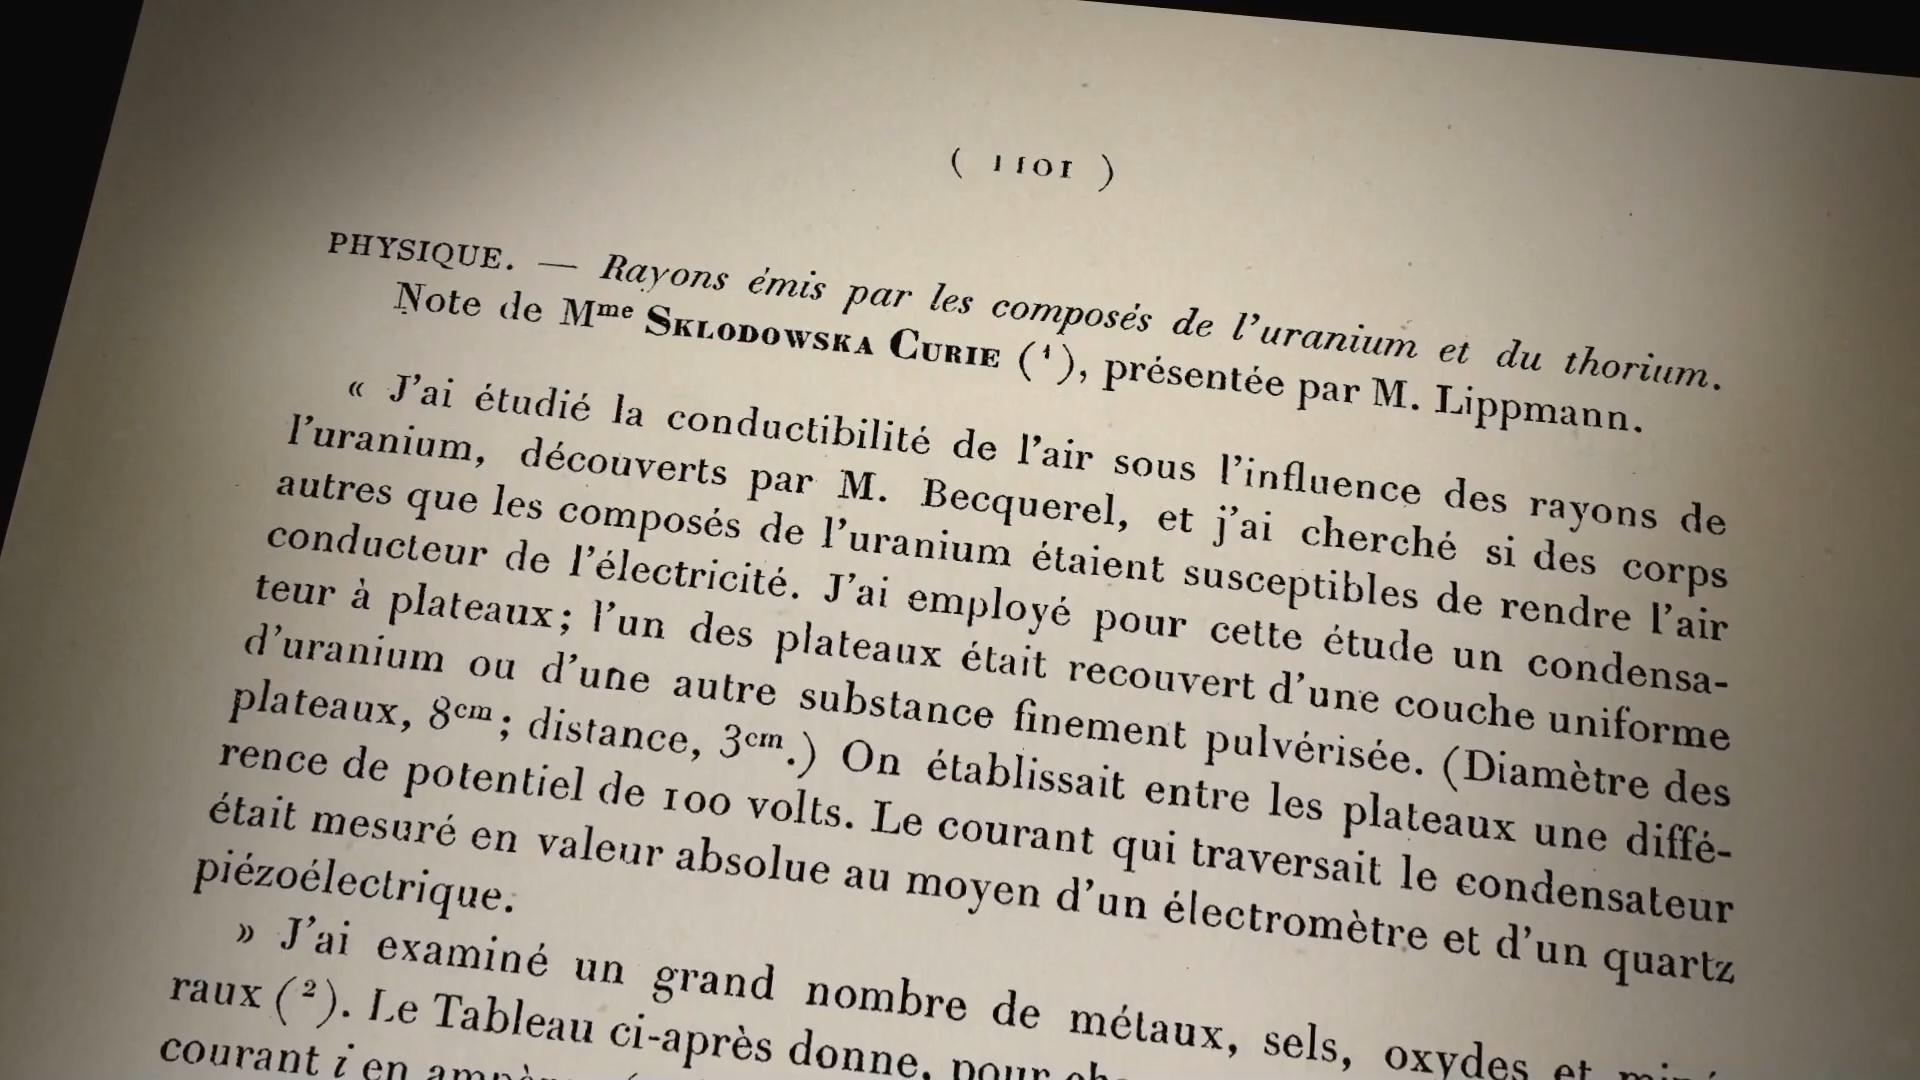 ( 1101 )
PHYSIQUE. — Rayons émis par les composés de l'uranium et du thorium.
Note de Mme SKLODOWSKA CURIE (1), présentée par M. Lippmann.
« J'ai étudié la conductibilité de l'air sous l'influence des rayons de
l'uranium, découverts par M. Becquerel, et j'ai cherché si des corps
autres que les composés de l'uranium étaient susceptibles de rendre l'air
conducteur de l'électricité. J'ai employé pour cette étude un condensa-
teur à plateaux; l'un des plateaux était recouvert d'une couche uniforme
d'uranium ou d'une autre substance finement pulvérisée. (Diamètre des
plateaux, 8cm; distance, 3cm.) On établissait entre les plateaux une diffé-
rence de potentiel de 100 volts. Le courant qui traversait le condensateur
était mesuré en valeur absolue au moyen d'un électromètre et d'un quartz
piézoélectrique.
» J'ai examiné un grand nombre de métaux, sels, oxydes et
raux (2). Le Tableau ci-après donne, pour
courant i en